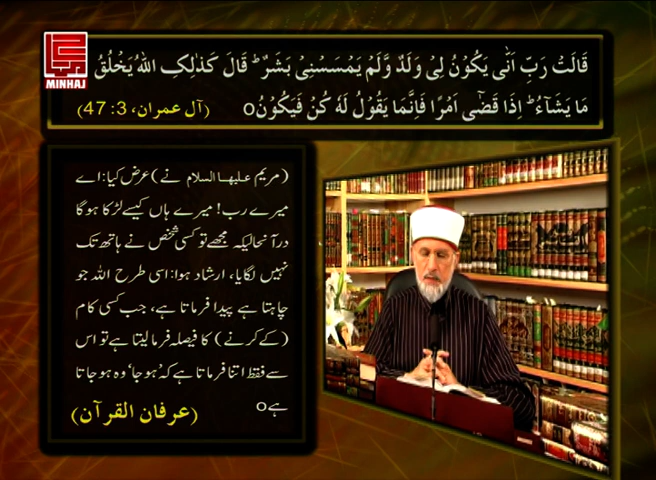 MINHAJ
قَالَتْ رَبِّ اَنّٰى يَكُوْنُ لِىْ وَلَدٌ وَّلَمْ يَمْسَسْنِىْ بَشَرٌ ؕ قَالَ كَذٰلِكِ اللهُ يَخْلُقُ
مَا يَشَآءُ ؕ اِذَا قَضٰٓى اَمْرًا فَاِنَّمَا يَقُوْلُ لَهٗ كُنْ فَيَكُوْنُo (آل عمران، 3: 47)
(مریم علیہا السلام نے) عرض کیا: اے
میرے رب! میرے ہاں کیسے لڑکا ہوگا
درآنحالیکہ مجھے تو کسی شخص نے ہاتھ تک
نہیں لگایا، ارشاد ہوا: اسی طرح اللہ جو
چاہتا ہے پیدا فرماتا ہے، جب کسی کام
(کے کرنے) کا فیصلہ فرما لیتا ہے تو اس
سے فقط اتنا فرماتا ہے کہ ’ہو جا‘ وہ ہو جاتا
ہےo
(عرفان القرآن)